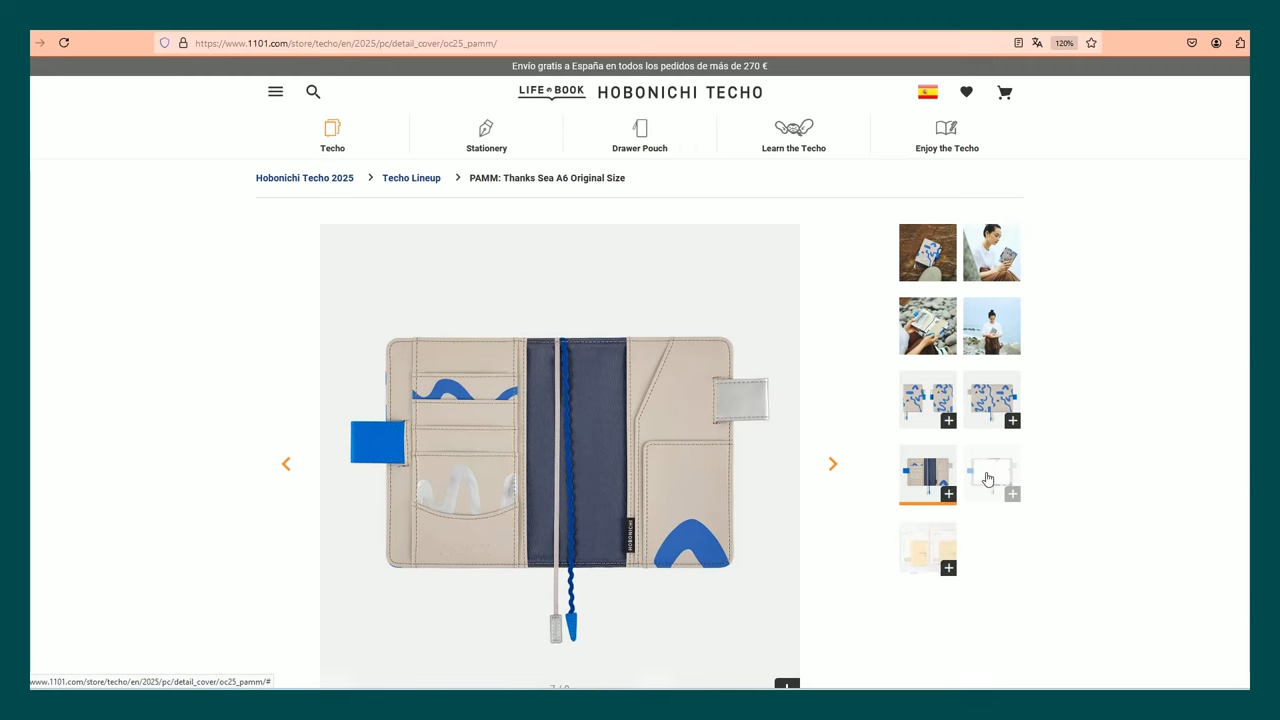 https://www.1101.com/store/techo/en/2025/pc/detail_cover/oc25_pamm/
120%
Envío gratis a España en todos los pedidos de más de 270 €
LIFE BOOK HOBONICHI TECHO
Techo
Stationery
Drawer Pouch
Learn the Techo
Enjoy the Techo
Hobonichi Techo 2025 > Techo Lineup > PAMM: Thanks Sea A6 Original Size
HOBONICHI
www.1101.com/store/techo/en/2025/pc/detail_cover/oc25_pamm/#